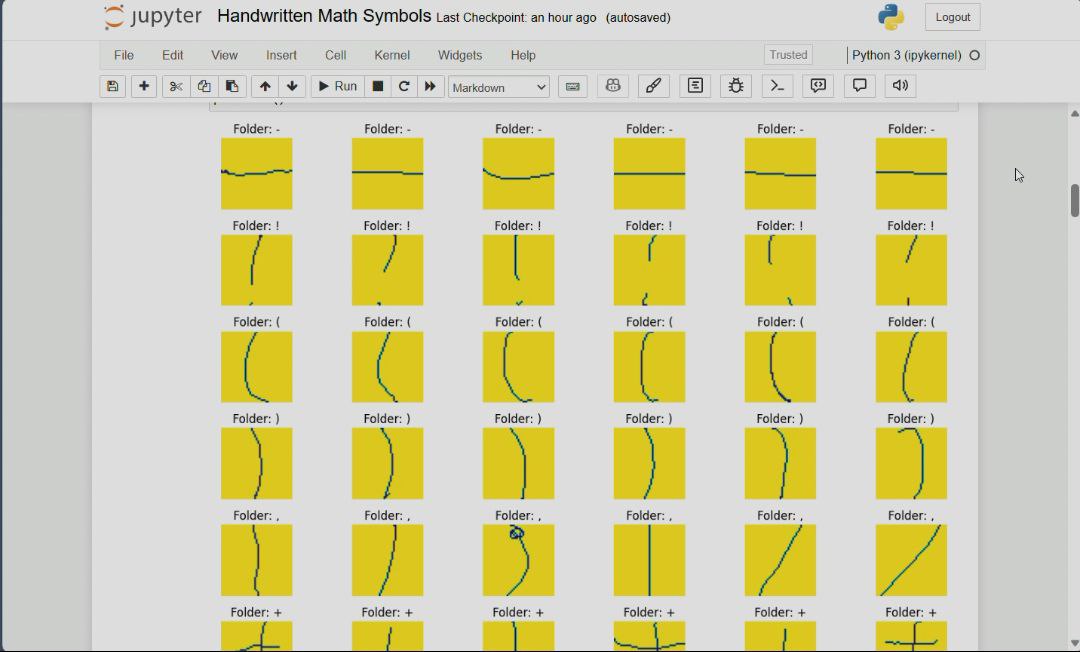 jupyter Handwritten Math Symbols Last Checkpoint: an hour ago (autosaved) Logout
File Edit View Insert Cell Kernel Widgets Help Trusted Python 3 (ipykernel)
Run Markdown
Folder: - Folder: - Folder: - Folder: - Folder: - Folder: -
Folder: ! Folder: ! Folder: ! Folder: ! Folder: ! Folder: !
Folder: ( Folder: ( Folder: ( Folder: ( Folder: ( Folder: (
Folder: ) Folder: ) Folder: ) Folder: ) Folder: ) Folder: )
Folder: , Folder: , Folder: , Folder: , Folder: , Folder: ,
Folder: + Folder: + Folder: + Folder: + Folder: + Folder: +